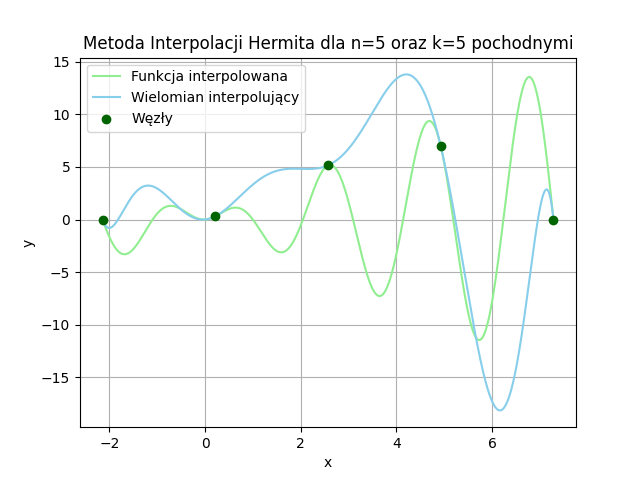 Metoda Interpolacji Hermita dla n=5 oraz k=5 pochodnymi
Funkcja interpolowana
Wielomian interpolujący
Węzły
15
10
5
0
−5
−10
−15
y
−2
0
2
4
6
x